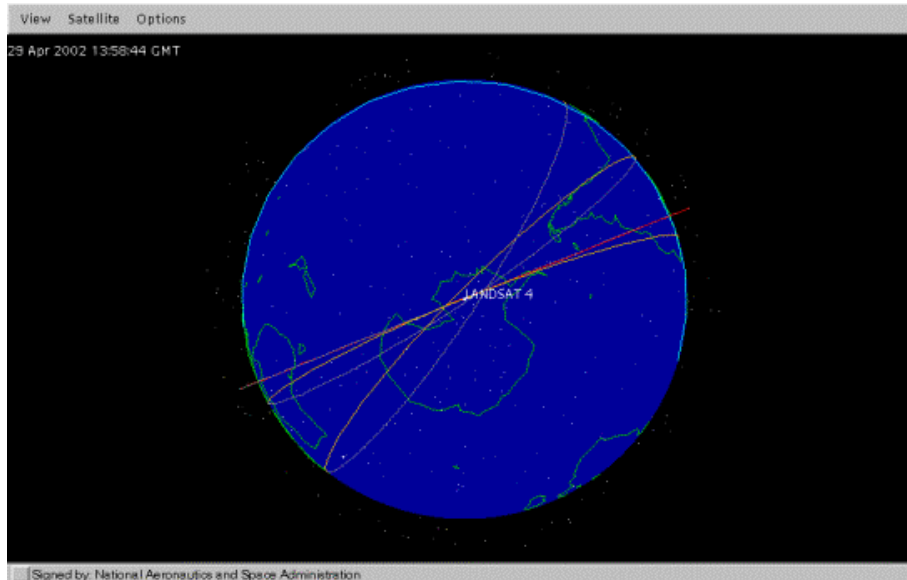 View Satellite Options
29 Apr 2002 13:58:44 GMT
LANDSAT 4
Signed by: National Aeronautics and Space Administration